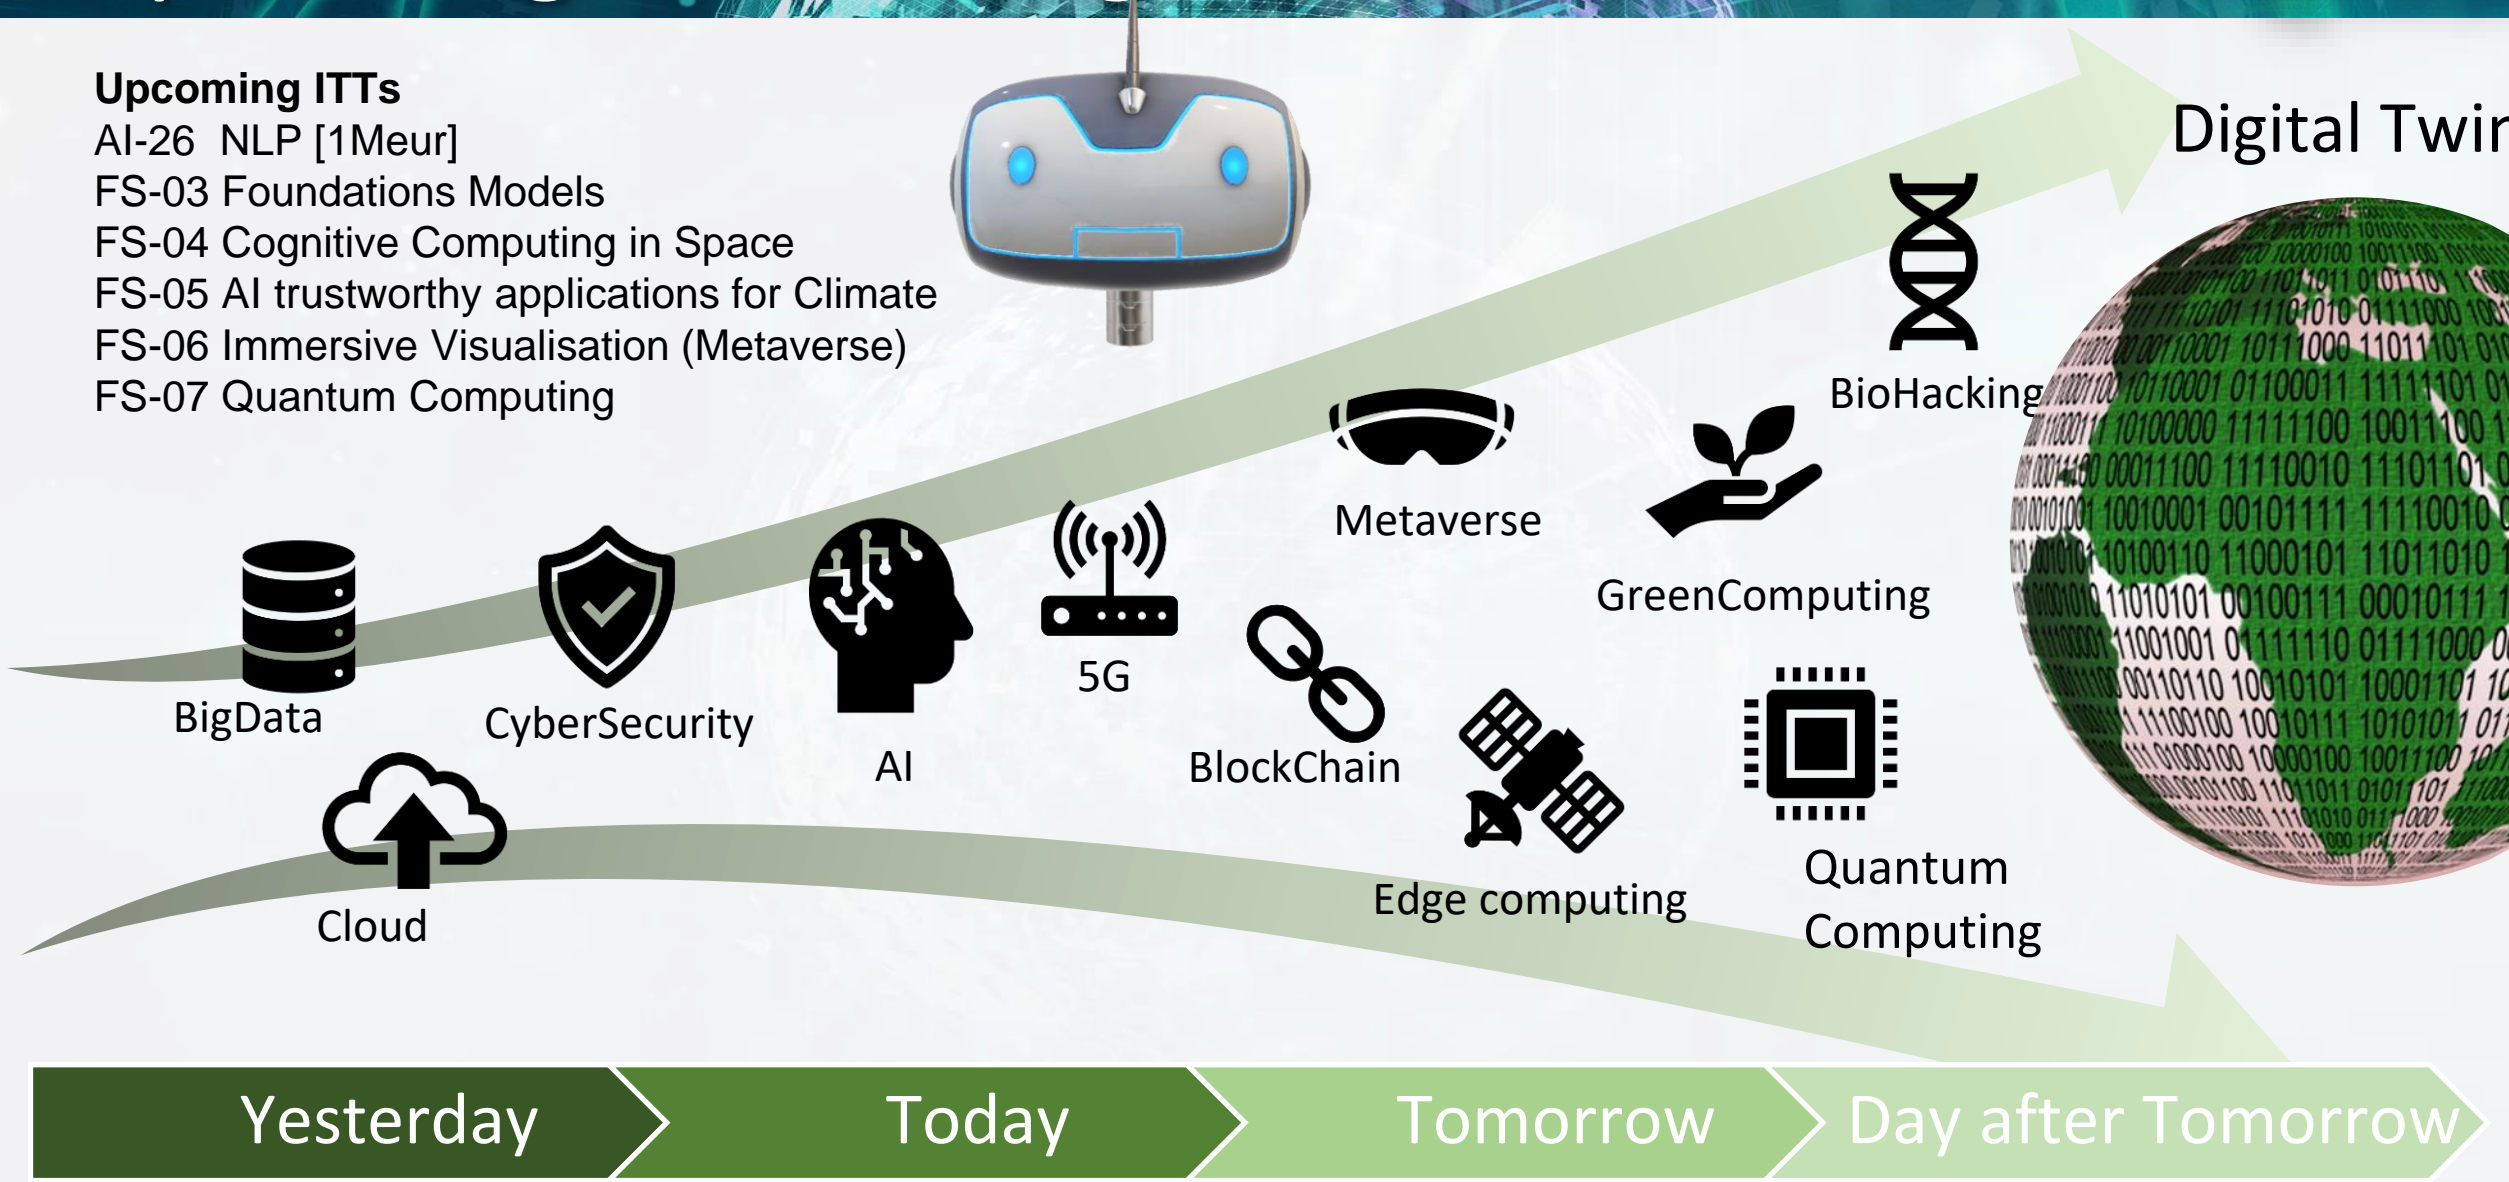 Upcoming ITTs
AI-26 NLP [1Meur]
FS-03 Foundations Models
FS-04 Cognitive Computing in Space
FS-05 AI trustworthy applications for Climate
FS-06 Immersive Visualisation (Metaverse)
FS-07 Quantum Computing
Digital Twin
BioHacking
Metaverse
GreenComputing
5G
BigData
CyberSecurity
AI
BlockChain
Edge computing
Quantum
Computing
Cloud
Yesterday
Today
Tomorrow
Day after Tomorrow